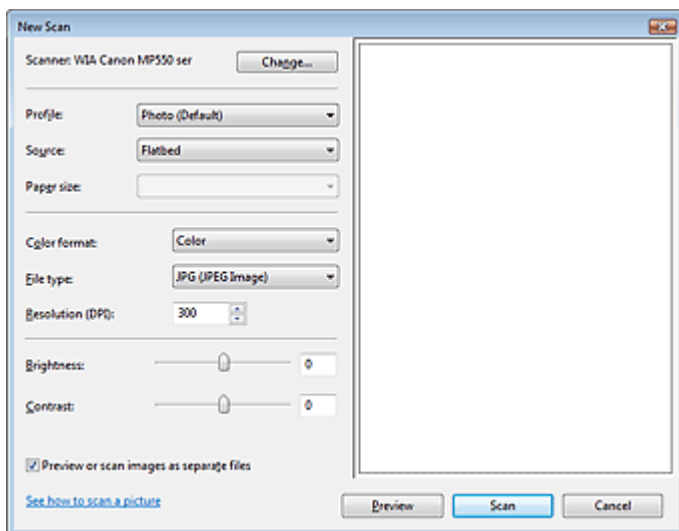 New Scan
Scanner: WIA Canon MP550 ser
Change...
Profile: Photo (Default)
Source: Flatbed
Paper size:
Color format: Color
File type: JPG (JPEG Image)
Resolution (DPI): 300
Brightness: 0
Contrast: 0
Preview or scan images as separate files
See how to scan a picture
Preview Scan Cancel